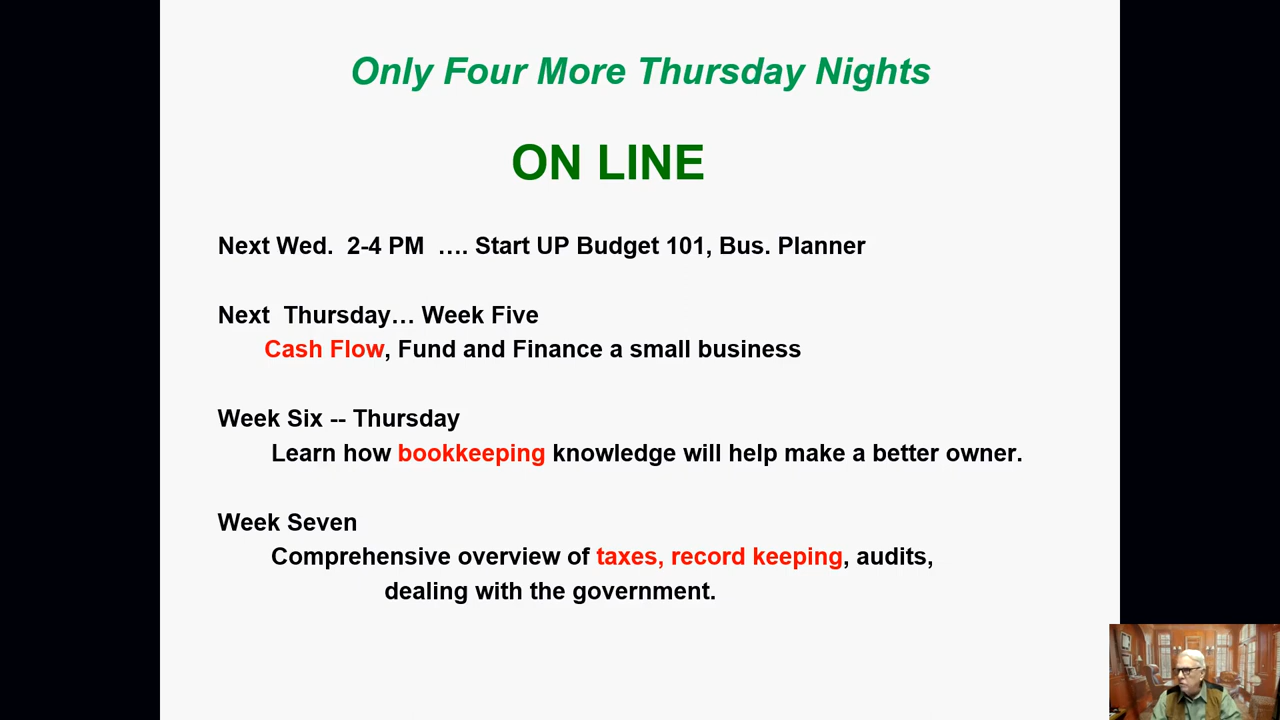 Only Four More Thursday Nights
ON LINE
Next Wed. 2-4 PM …. Start UP Budget 101, Bus. Planner
Next Thursday… Week Five
Cash Flow, Fund and Finance a small business
Week Six -- Thursday
Learn how bookkeeping knowledge will help make a better owner.
Week Seven
Comprehensive overview of taxes, record keeping, audits,
dealing with the government.